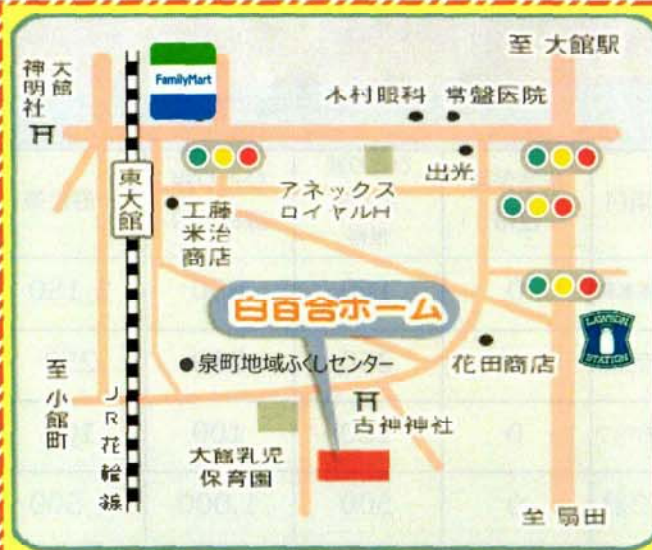 至 大館駅
大館
神明社
FamilyMart
木村眼科
常盤医院
東大館
工藤
米治
商店
アネックス
ロイヤルH
出光
LAWSON
STATION
白百合ホーム
泉町地域ふくしセンター
花田商店
至 小館町
JR花輪線
古神神社
大館乳児
保育園
至 扇田